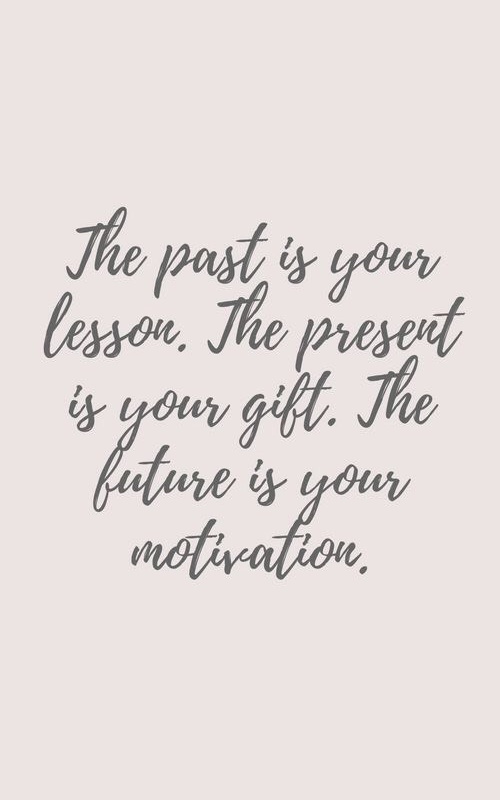 The past is your
lesson. The present
is your gift. The
future is your
motivation.